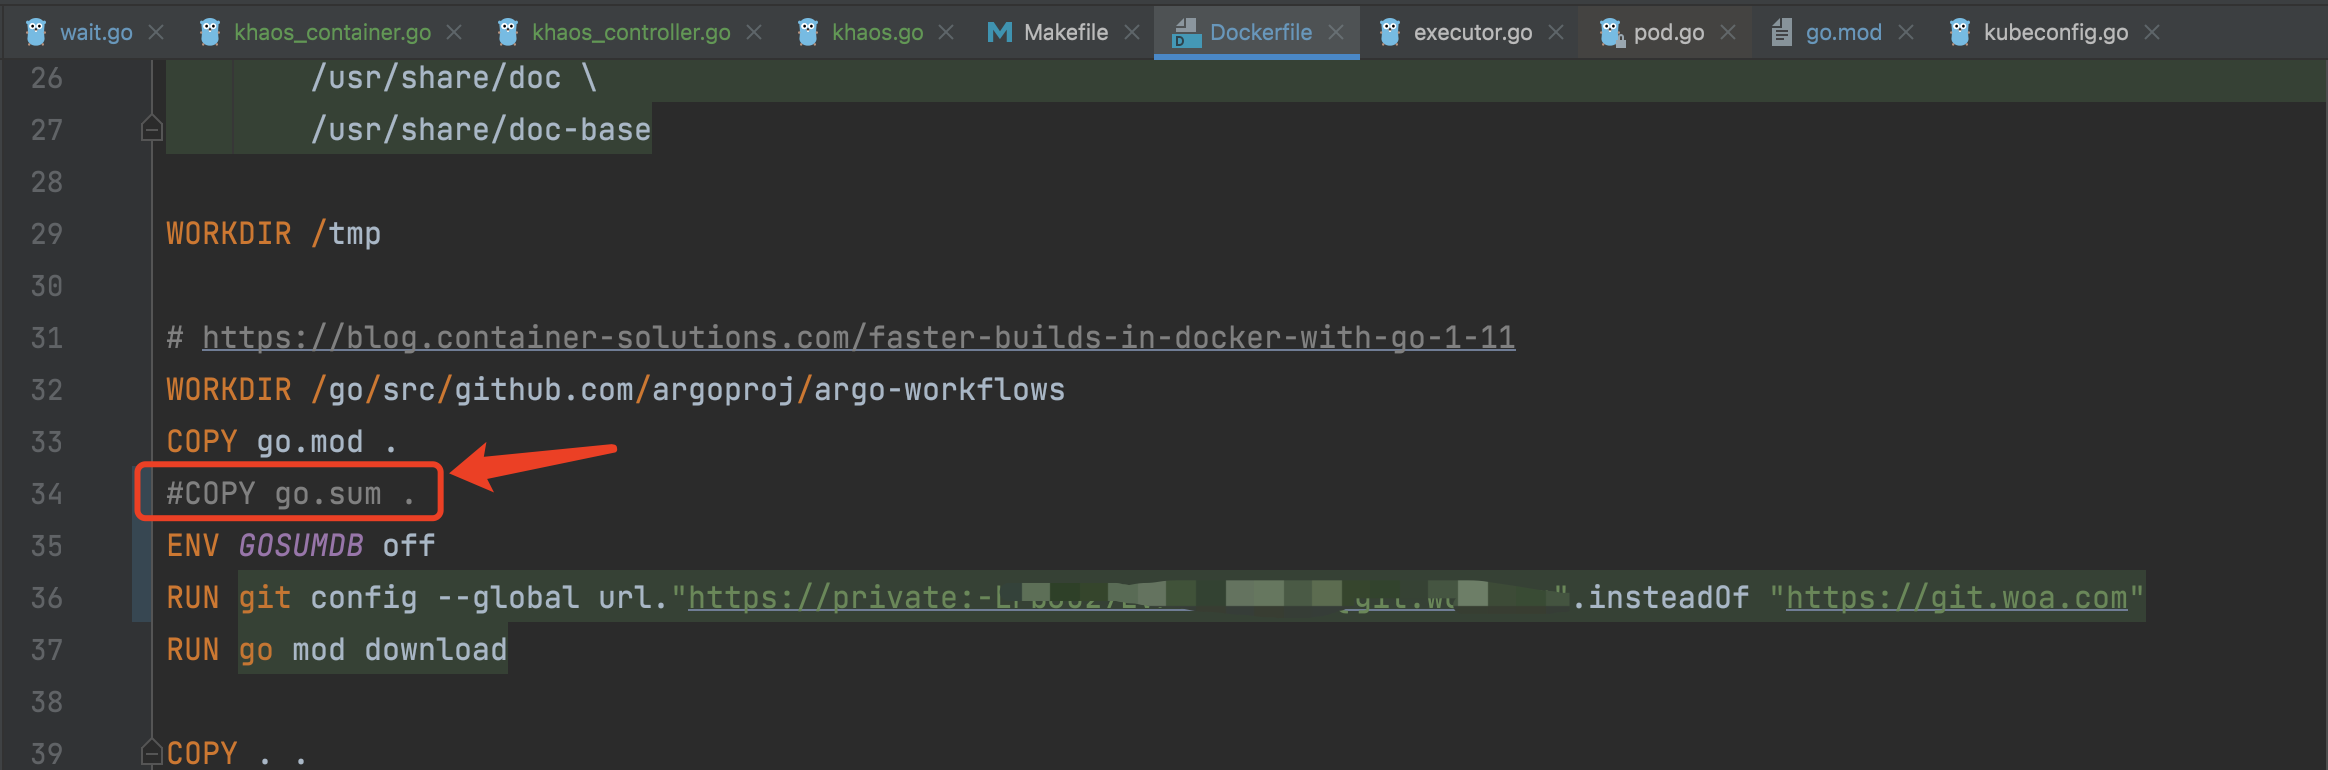 wait.go khaos_container.go khaos_controller.go khaos.go Makefile Dockerfile executor.go pod.go go.mod kubeconfig.go
26 /usr/share/doc \
27 /usr/share/doc-base
28
29 WORKDIR /tmp
30
31 # https://blog.container-solutions.com/faster-builds-in-docker-with-go-1-11
32 WORKDIR /go/src/github.com/argoproj/argo-workflows
33 COPY go.mod .
34 #COPY go.sum .
35 ENV GOSUMDB off
36 RUN git config --global url."https://private: ".insteadOf "https://git.woa.com"
37 RUN go mod download
38
39 COPY . .